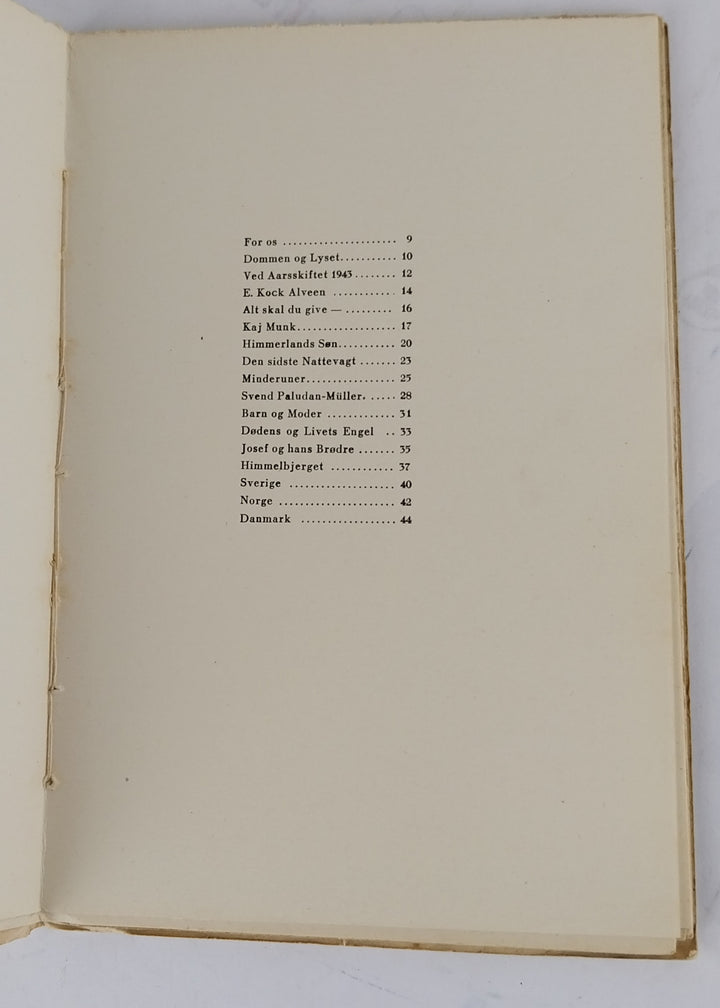 For os ...................... 9
Dommen og Lyset........... 10
Ved Aarsskiftet 1943........ 12
E. Kock Alveen ............ 14
Alt skal du give — ......... 16
Kaj Munk................... 17
Himmerlands Søn........... 20
Den sidste Nattevagt ....... 23
Minderuner................. 25
Svend Paludan-Müller. ..... 28
Barn og Moder ............. 31
Dødens og Livets Engel .. 33
Josef og hans Brødre ....... 35
Himmelbjerget ............ 37
Sverige .................... 40
Norge ...................... 42
Danmark .................. 44